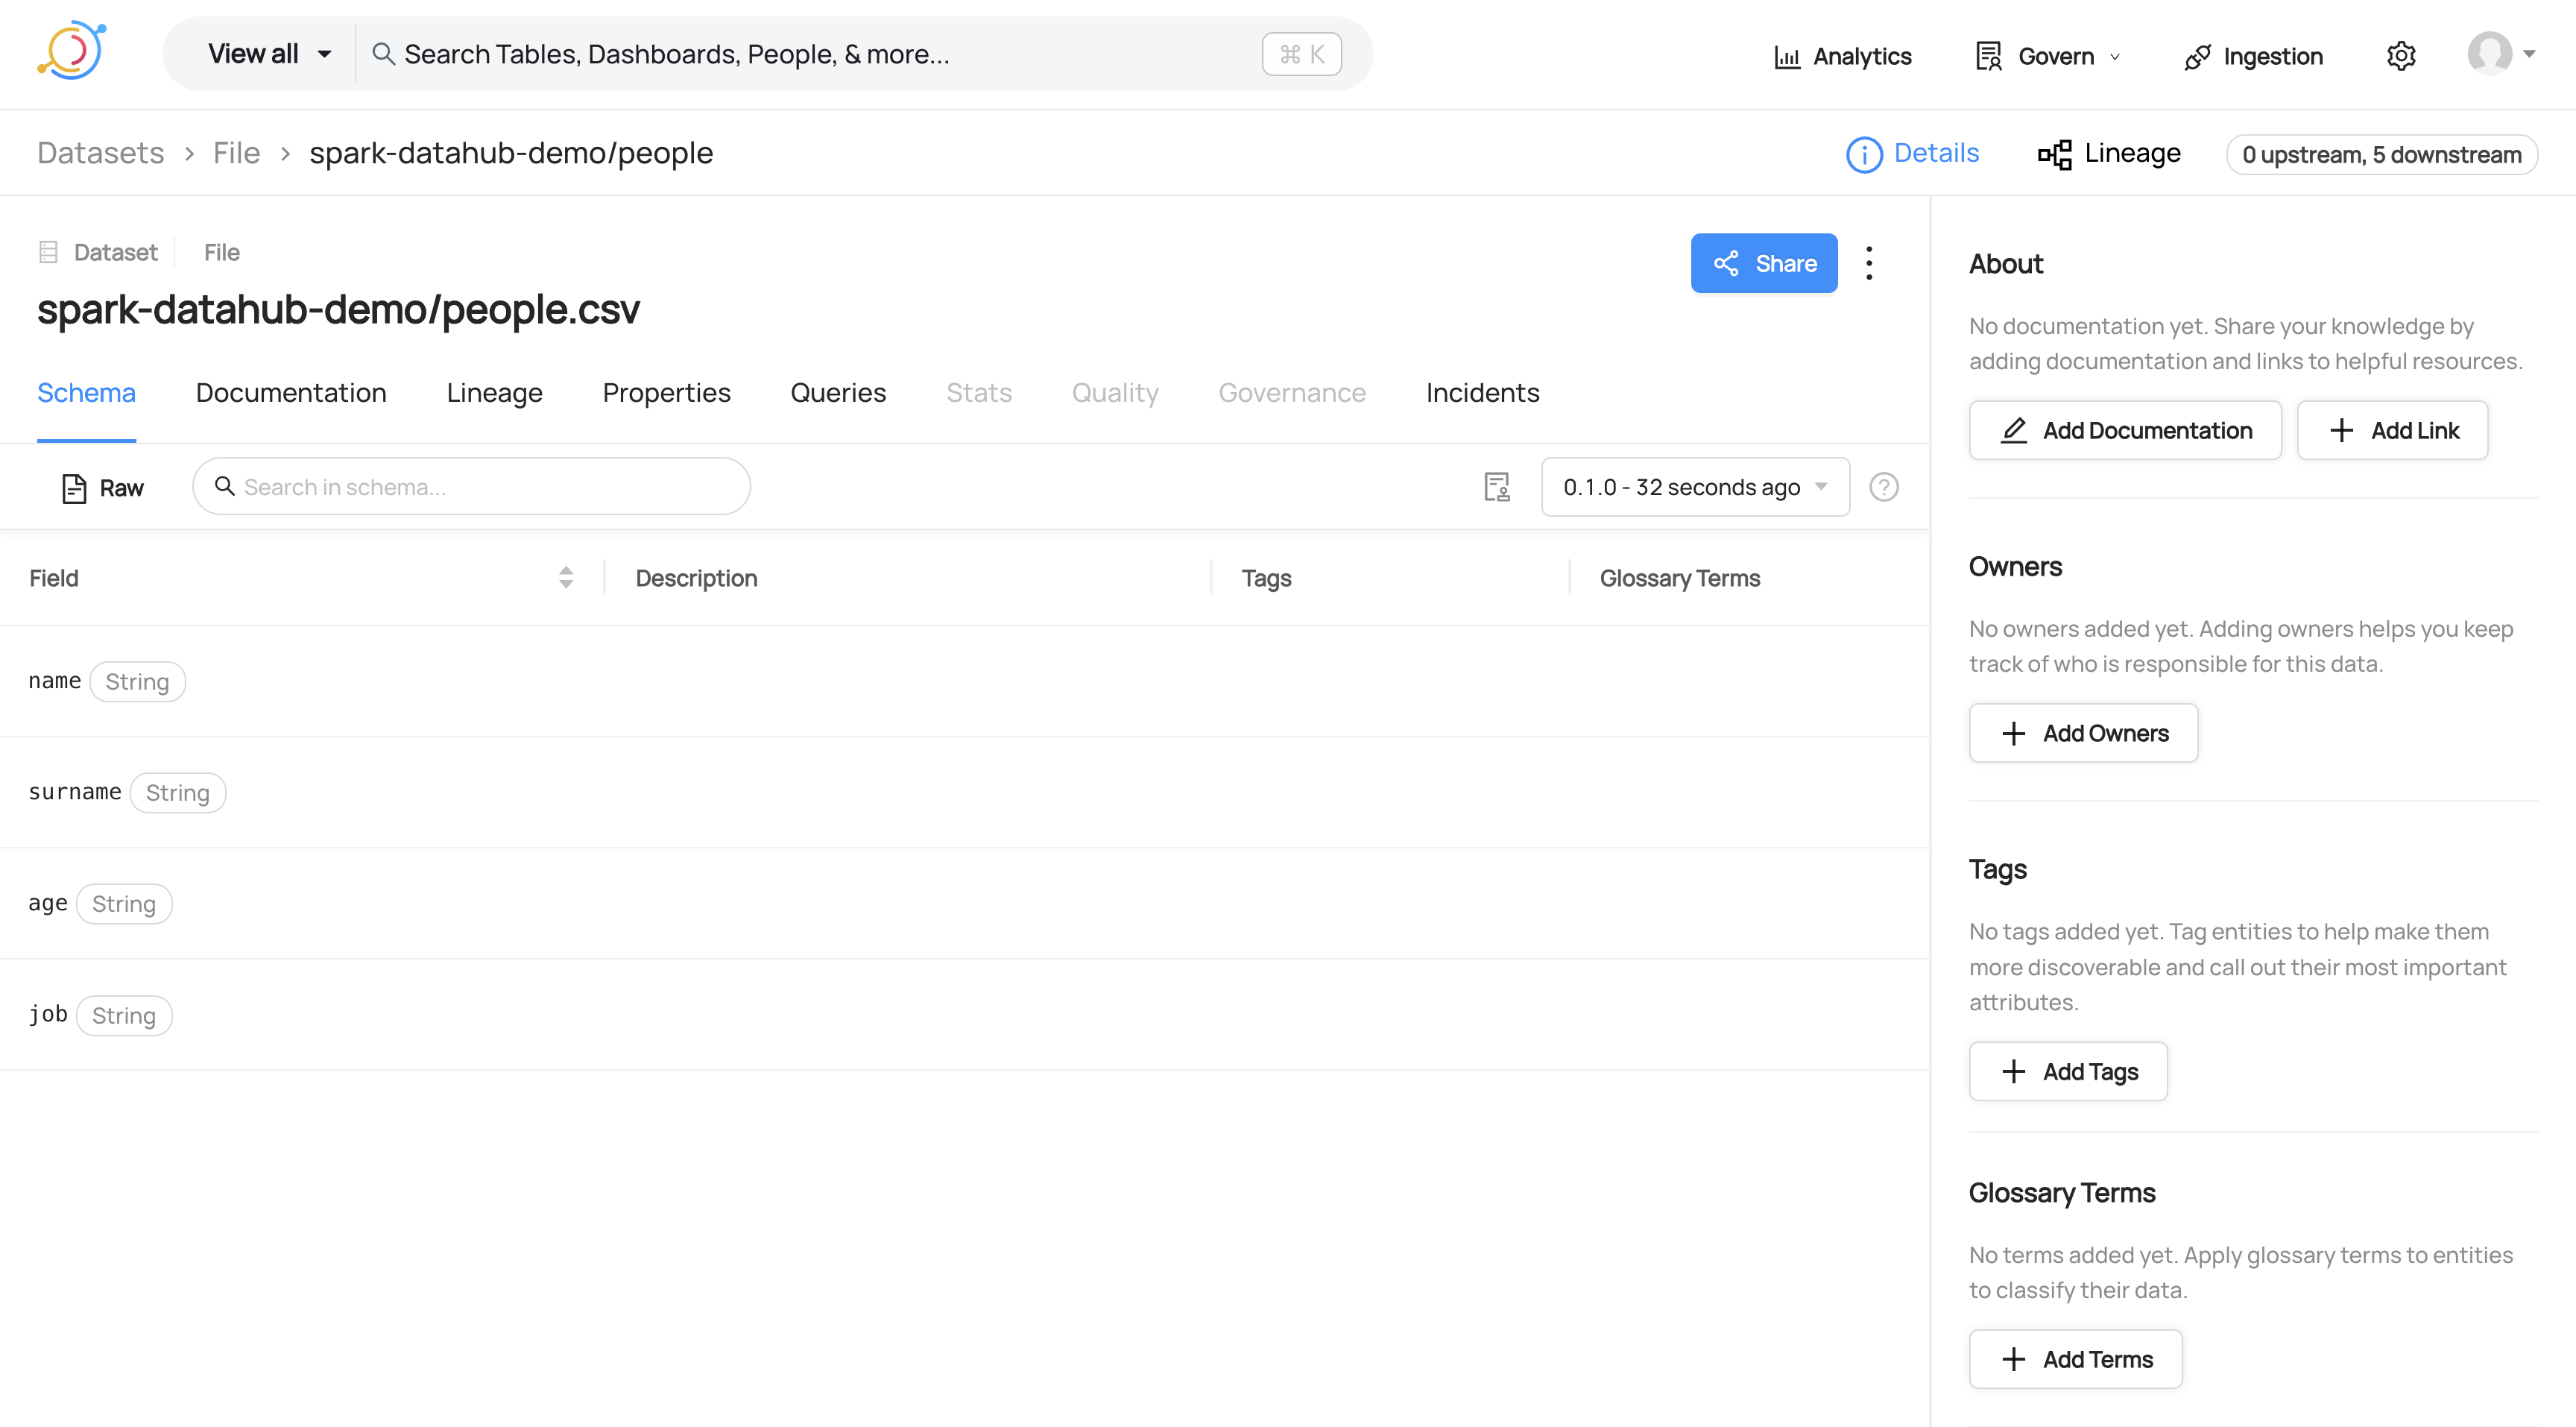 View all
Search Tables, Dashboards, People, & more...
⌘ K
Analytics
Govern
Ingestion
Datasets > File > spark-datahub-demo/people
Details
Lineage
0 upstream, 5 downstream
Dataset
File
Share
spark-datahub-demo/people.csv
Schema
Documentation
Lineage
Properties
Queries
Stats
Quality
Governance
Incidents
Raw
Search in schema...
0.1.0 - 32 seconds ago
Field
Description
Tags
Glossary Terms
name String
surname String
age String
job String
About
No documentation yet. Share your knowledge by
adding documentation and links to helpful resources.
Add Documentation
Add Link
Owners
No owners added yet. Adding owners helps you keep
track of who is responsible for this data.
Add Owners
Tags
No tags added yet. Tag entities to help make them
more discoverable and call out their most important
attributes.
Add Tags
Glossary Terms
No terms added yet. Apply glossary terms to entities
to classify their data.
Add Terms